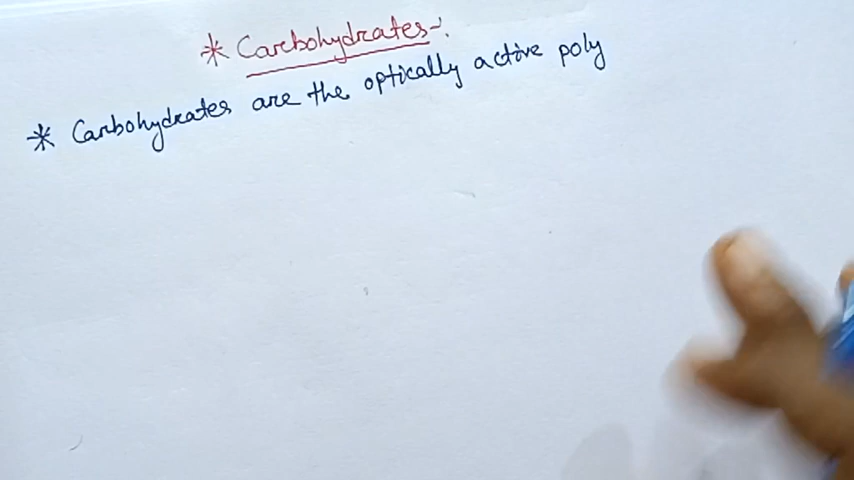 * Carbohydrates-:
* Carbohydrates are the optically active poly